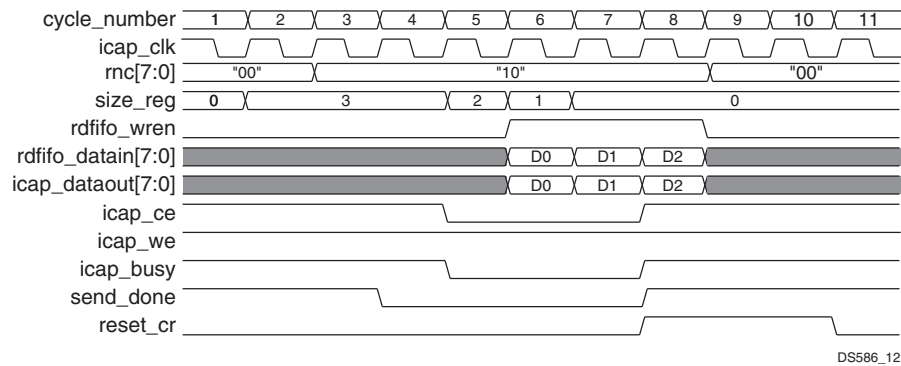 cycle_number 1 2 3 4 5 6 7 8 9 10 11
icap_clk
rnc[7:0] "00" "10" "00"
size_reg 0 3 2 1 0
rdfifo_wren
rdfifo_datain[7:0] D0 D1 D2
icap_dataout[7:0] D0 D1 D2
icap_ce
icap_we
icap_busy
send_done
reset_cr
DS586_12